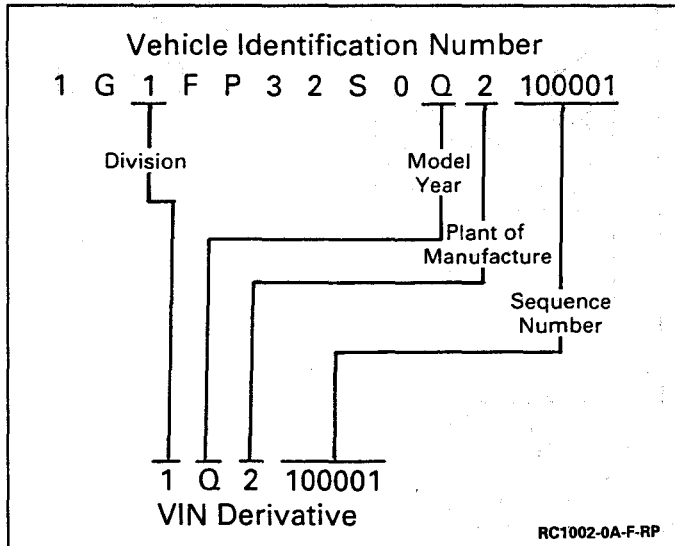 Vehicle Identification Number
1 G 1 F P 3 2 S 0 Q 2 100001
Division
Model
Year
Plant of
Manufacture
Sequence
Number
1 Q 2 100001
VIN Derivative
RC1002-0A-F-RP